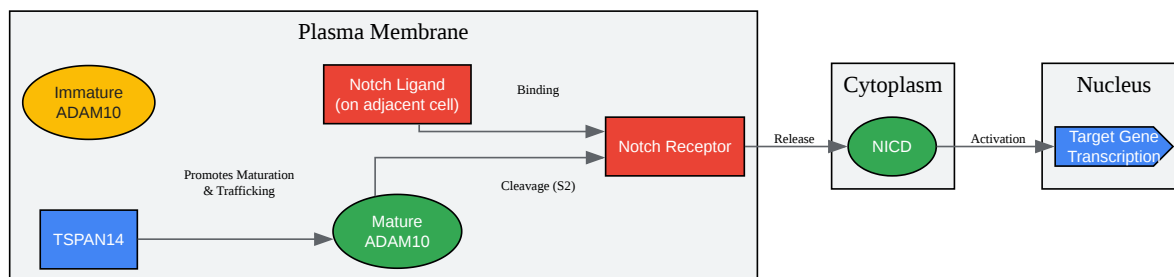 Plasma Membrane
Immature
ADAM10
Notch Ligand
(on adjacent cell)
Binding
Notch Receptor
Cleavage (S2)
Promotes Maturation
& Trafficking
TSPAN14
Mature
ADAM10
Release
Cytoplasm
NICD
Activation
Nucleus
Target Gene
Transcription